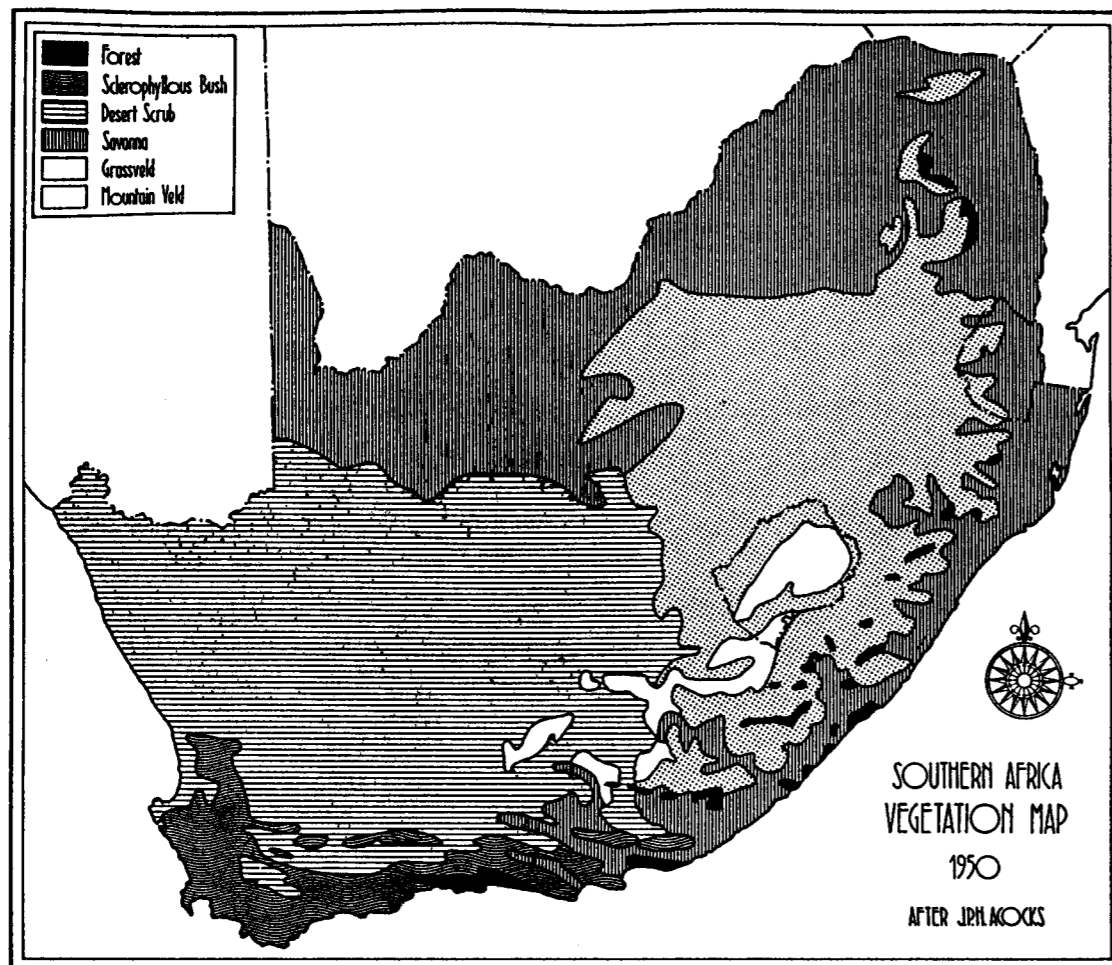 Forest
Sclerophyllous Bush
Desert Scrub
Savanna
Grassveld
Mountain Veld
SOUTHERN AFRICA
VEGETATION MAP
1950
AFTER J.P.H. ACOCKS